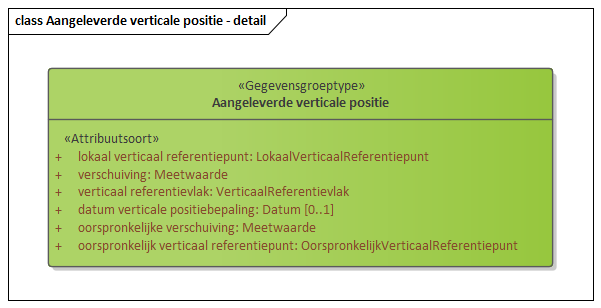 class Aangeleverde verticale positie - detail
«Gegevensgroeptype»
Aangeleverde verticale positie
«Attribuutsoort»
+ lokaal verticaal referentiepunt: LokaalVerticaalReferentiepunt
+ verschuiving: Meetwaarde
+ verticaal referentievlak: VerticaalReferentievlak
+ datum verticale positiebepaling: Datum [0..1]
+ oorspronkelijke verschuiving: Meetwaarde
+ oorspronkelijk verticaal referentiepunt: OorspronkelijkVerticaalReferentiepunt